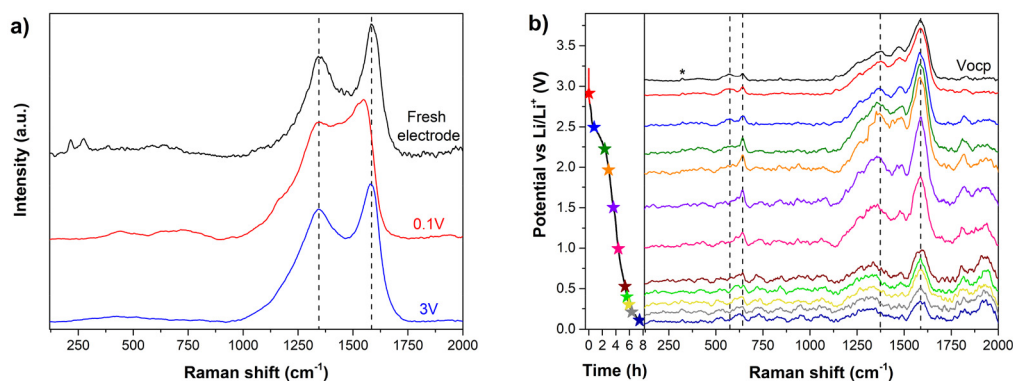 a)
Intensity (a.u.)
Fresh
electrode
0.1V
3V
250 500 750 1000 1250 1500 1750 2000
Raman shift (cm⁻¹)
b)
Potential vs Li/Li⁺ (V)
3.5
3.0
2.5
2.0
1.5
1.0
0.5
0.0
*
Vocp
0 2 4 6 8
250 500 750 1000 1250 1500 1750 2000
Time (h)
Raman shift (cm⁻¹)